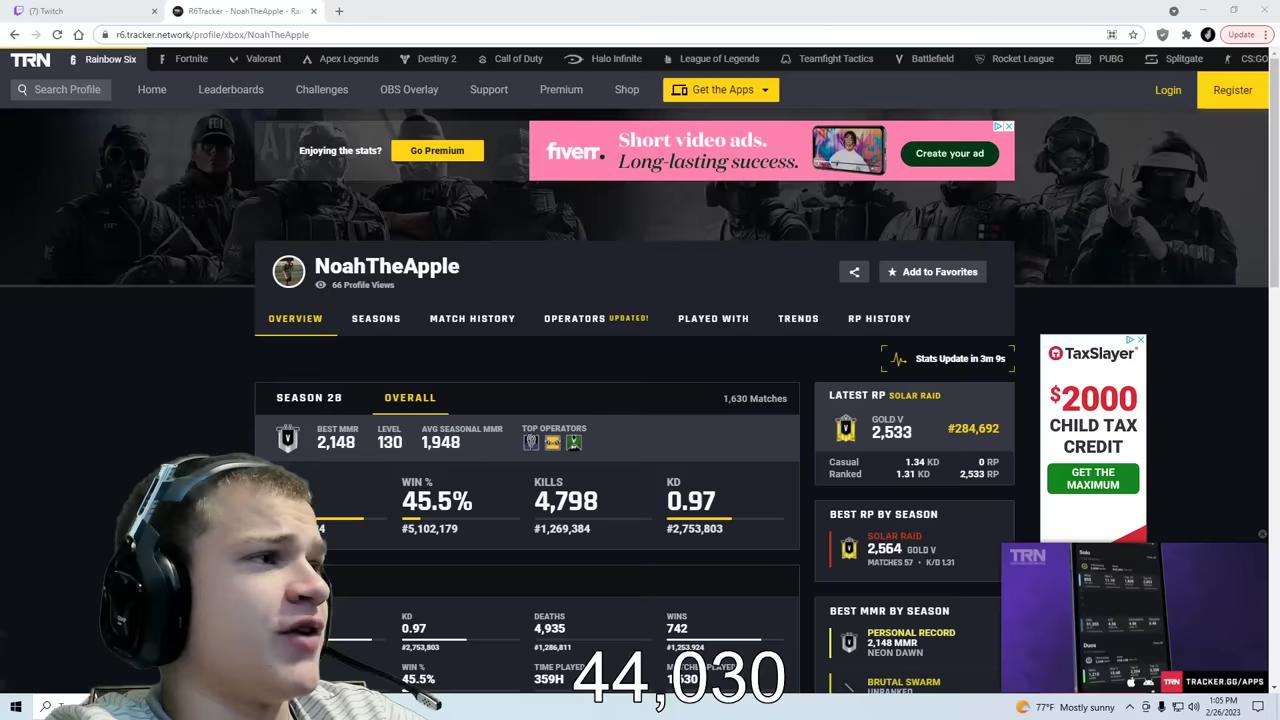 (7) Twitch
R6Tracker - NoahTheApple - Ra
r6.tracker.network/profile/xbox/NoahTheApple
Update
TRN Rainbow Six Fortnite Valorant Apex Legends Destiny 2 Call of Duty Halo Infinite League of Legends Teamfight Tactics Battlefield Rocket League PUBG Splitgate CS:GO
Search Profile Home Leaderboards Challenges OBS Overlay Support Premium Shop Get the Apps Login Register
Enjoying the stats? Go Premium
fiverr. Short video ads.
Long-lasting success.
Create your ad
NoahTheApple
66 Profile Views
Add to Favorites
OVERVIEW SEASONS MATCH HISTORY OPERATORS UPDATED! PLAYED WITH TRENDS RP HISTORY
Stats Update in 3m 9s
SEASON 28 OVERALL 1,630 Matches
BEST MMR LEVEL AVG SEASONAL MMR TOP OPERATORS
2,148 130 1,948
WIN % KILLS KD
45.5% 4,798 0.97
4 #5,102,179 #1,269,384 #2,753,803
KD DEATHS WINS
0.97 4,935 742
#2,753,803 #1,286,811 #1,253,924
WIN % TIME PLAYED
45.5% 359H
44,030
LATEST RP SOLAR RAID
GOLD V
2,533 #284,692
Casual 1.34 KD 0 RP
Ranked 1.31 KD 2,533 RP
BEST RP BY SEASON
SOLAR RAID
2,564 GOLD V
MATCHES 57 • K/D 1.31
BEST MMR BY SEASON
PERSONAL RECORD
2,148 MMR
NEON DAWN
BRUTAL SWARM
UNRANKED
TaxSlayer
$2000
CHILD TAX
CREDIT
GET THE
MAXIMUM
TRN
Solo
Duos
TRN TRACKER.GG/APPS
77°F Mostly sunny
1:05 PM
2/26/2023